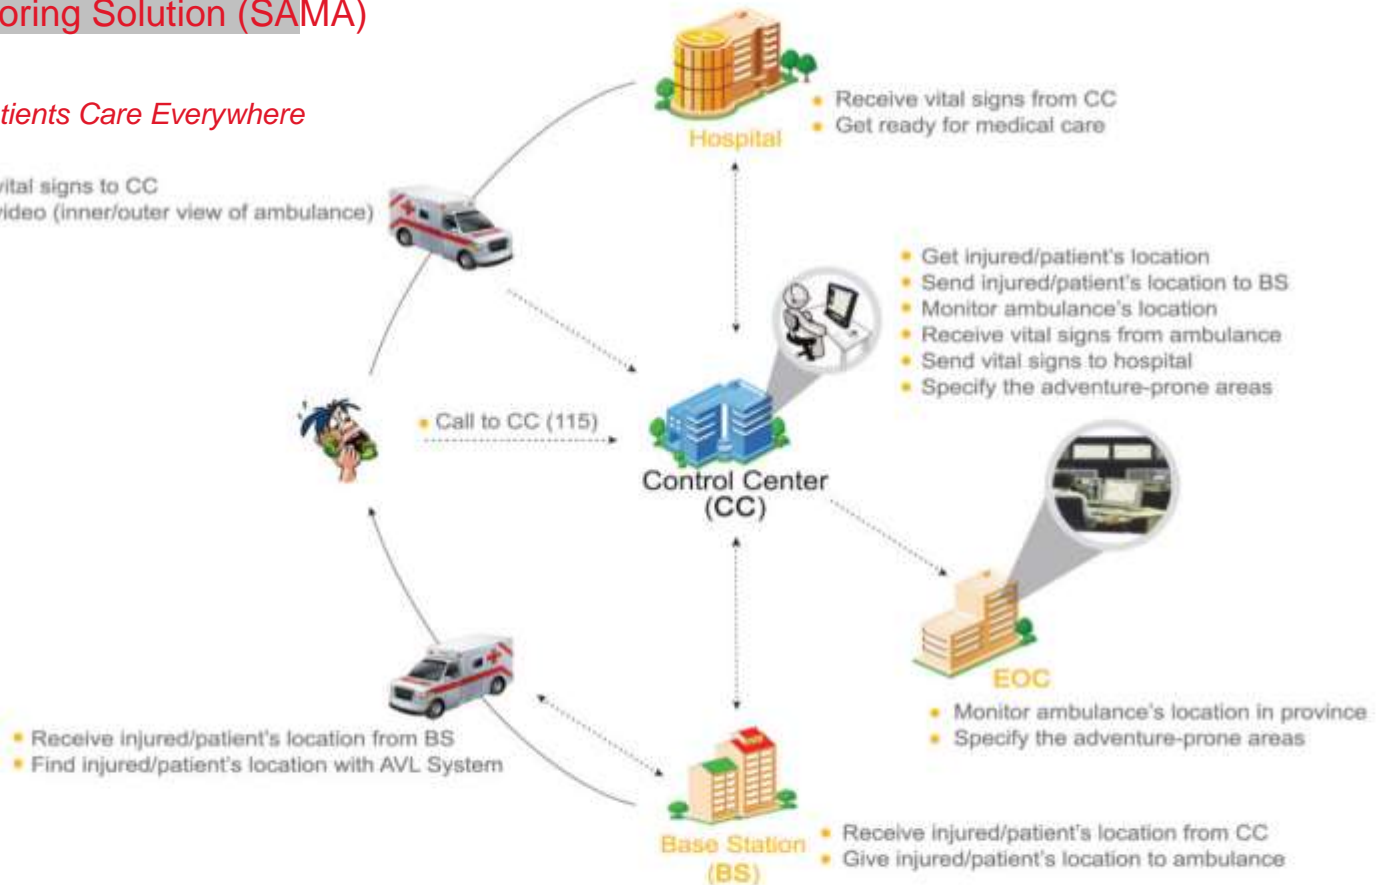 oring Solution (SAMA)
tients Care Everywhere
Hospital
Receive vital signs from CC
Get ready for medical care
vital signs to CC
video (inner/outer view of ambulance)
Get injured/patient's location
Send injured/patient's location to BS
Monitor ambulance's location
Receive vital signs from ambulance
Send vital signs to hospital
Specify the adventure-prone areas
Call to CC (115)
Control Center
(CC)
EOC
Monitor ambulance's location in province
Specify the adventure-prone areas
Receive injured/patient's location from BS
Find injured/patient's location with AVL System
Base Station
(BS)
Receive injured/patient's location from CC
Give injured/patient's location to ambulance